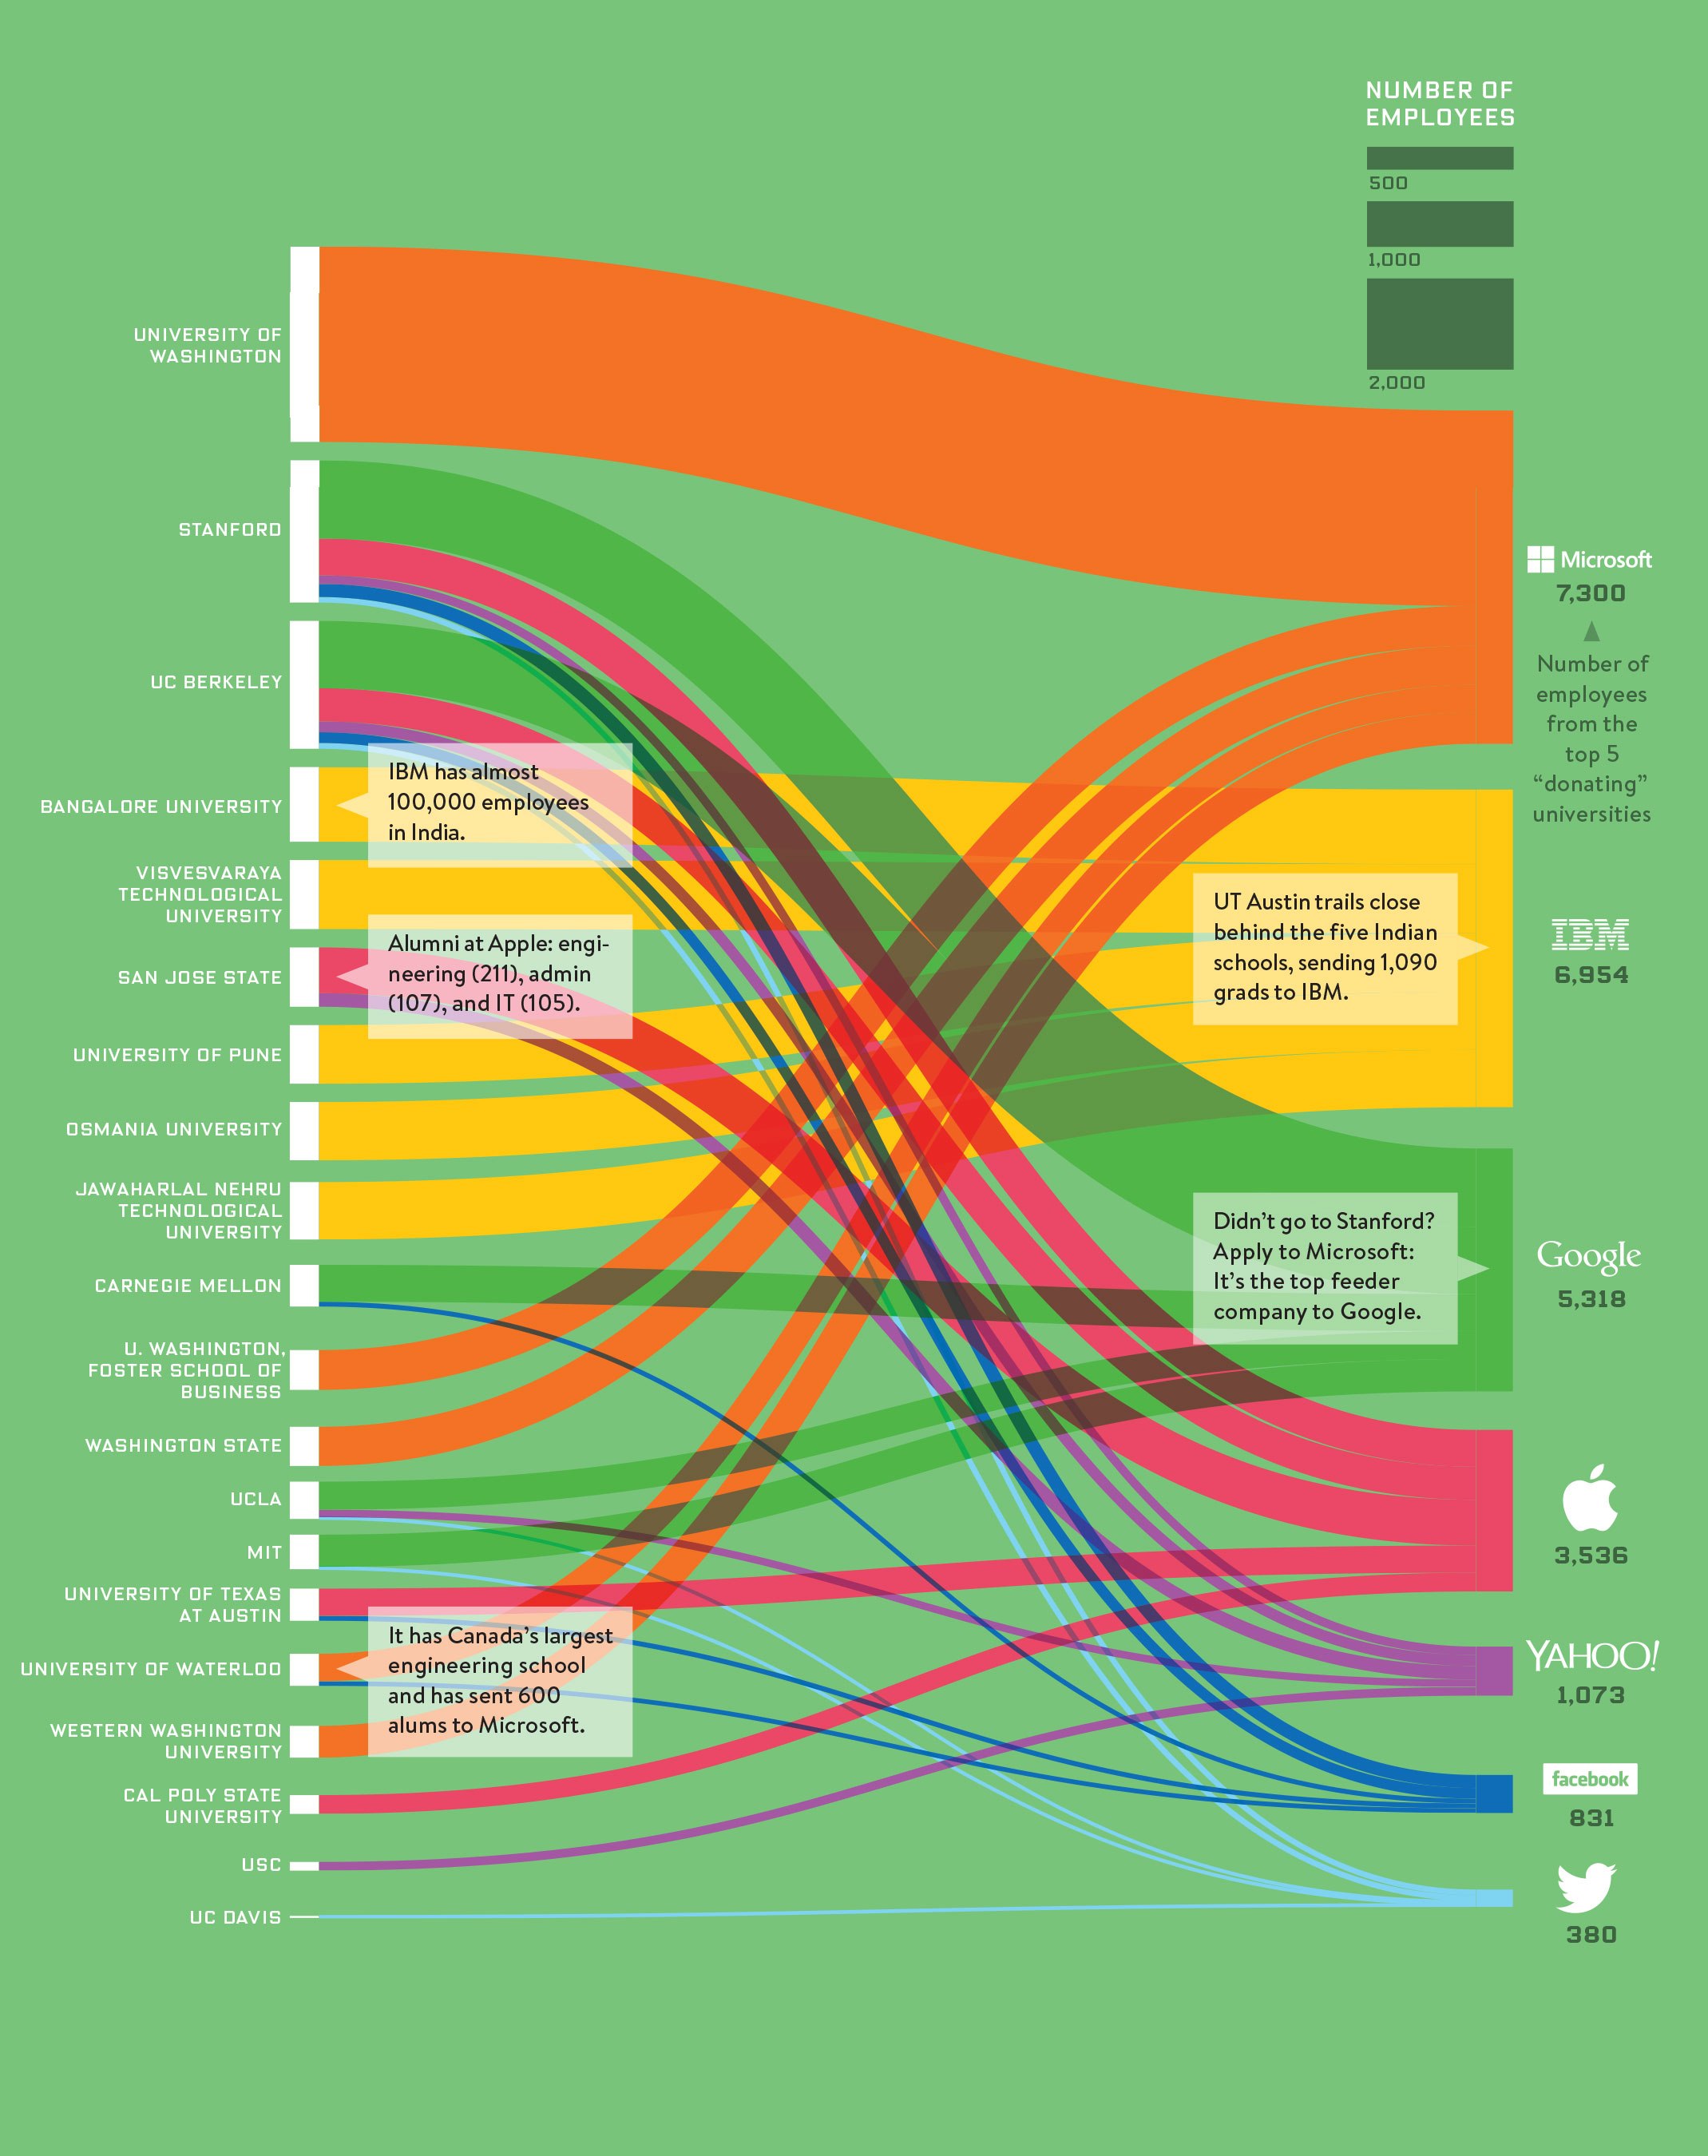 NUMBER OF
EMPLOYEES
500
1,000
2,000
UNIVERSITY OF
WASHINGTON
STANFORD
UC BERKELEY
BANGALORE UNIVERSITY
VISVESVARAYA
TECHNOLOGICAL
UNIVERSITY
SAN JOSE STATE
UNIVERSITY OF PUNE
OSMANIA UNIVERSITY
JAWAHARLAL NEHRU
TECHNOLOGICAL
UNIVERSITY
CARNEGIE MELLON
U. WASHINGTON,
FOSTER SCHOOL OF
BUSINESS
WASHINGTON STATE
UCLA
MIT
UNIVERSITY OF TEXAS
AT AUSTIN
UNIVERSITY OF WATERLOO
WESTERN WASHINGTON
UNIVERSITY
CAL POLY STATE
UNIVERSITY
USC
UC DAVIS
IBM has almost
100,000 employees
in India.
Alumni at Apple: engi-
neering (211), admin
(107), and IT (105).
It has Canada's largest
engineering school
and has sent 600
alums to Microsoft.
UT Austin trails close
behind the five Indian
schools, sending 1,090
grads to IBM.
Didn't go to Stanford?
Apply to Microsoft:
It's the top feeder
company to Google.
Microsoft
7,300
Number of
employees
from the
top 5
“donating”
universities
IBM
6,954
Google
5,318
3,536
YAHOO!
1,073
facebook
831
380